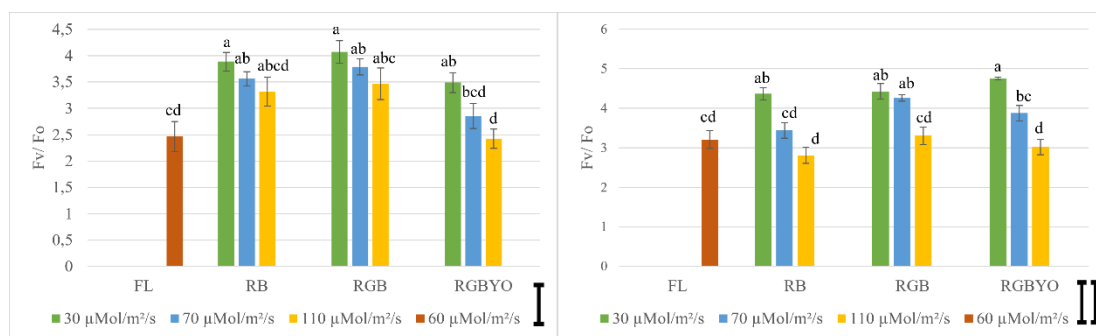 Fv/ Fo
4,5
4
3,5
3
2,5
2
1,5
1
0,5
0
cd
a
ab
abcd
a
ab
abc
ab
bcd
d
FL RB RGB RGBYO
30 µMol/m²/s 70 µMol/m²/s 110 µMol/m²/s 60 µMol/m²/s
I
Fv/ Fo
6
5
4
3
2
1
0
cd
ab
cd
d
ab
ab
cd
a
bc
d
FL RB RGB RGBYO
30 µMol/m²/s 70 µMol/m²/s 110 µMol/m²/s 60 µMol/m²/s
II